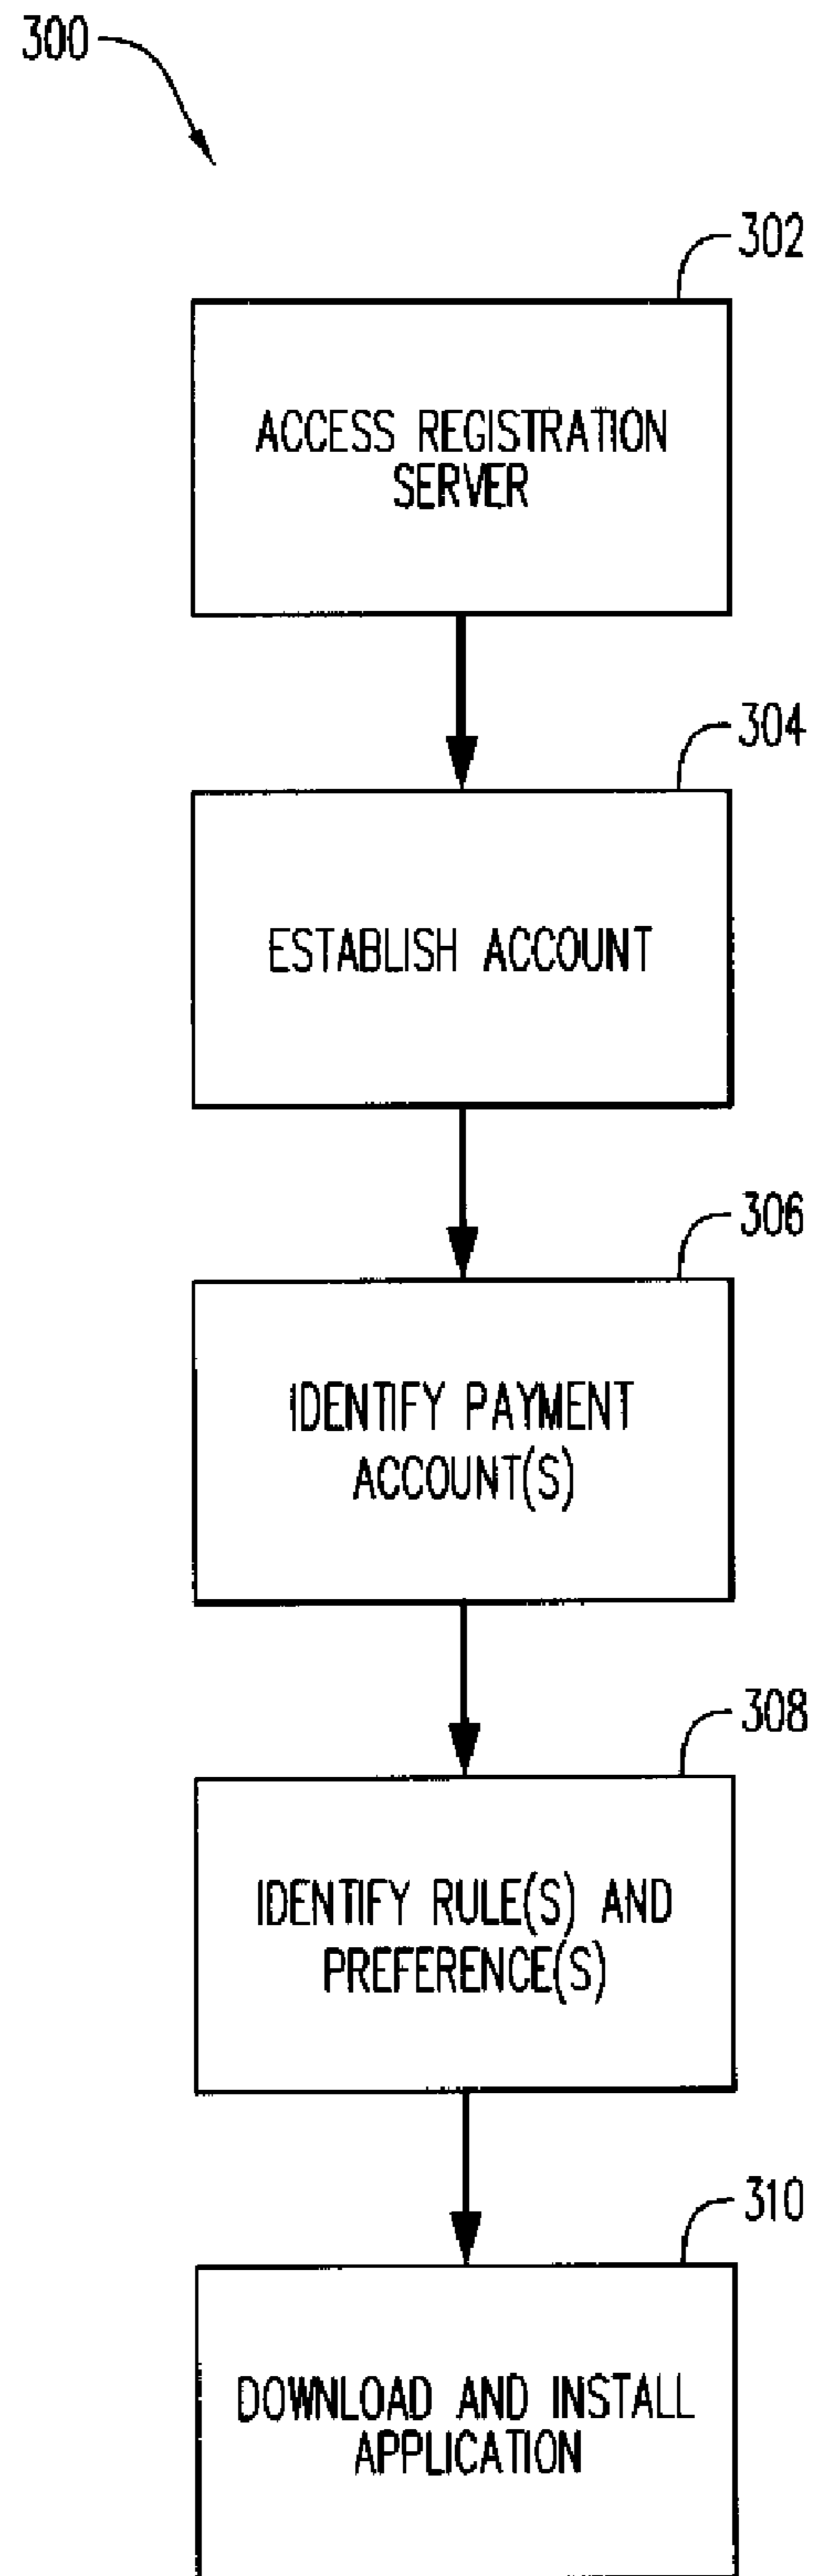 300
302
ACCESS REGISTRATION
SERVER
304
ESTABLISH ACCOUNT
306
IDENTIFY PAYMENT
ACCOUNT(S)
308
IDENTIFY RULE(S) AND
PREFERENCE(S)
310
DOWNLOAD AND INSTALL
APPLICATION